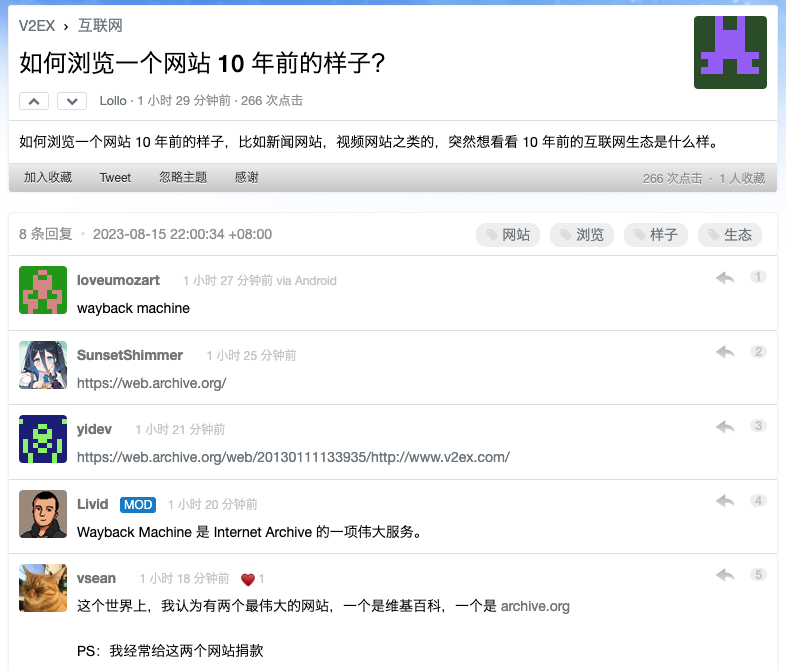 V2EX › 互联网
如何浏览一个网站 10 年前的样子？
Lollo · 1 小时 29 分钟前 · 266 次点击
如何浏览一个网站 10 年前的样子，比如新闻网站，视频网站之类的，突然想看看 10 年前的互联网生态是什么样。
加入收藏 Tweet 忽略主题 感谢 266 次点击 · 1 人收藏
8 条回复 • 2023-08-15 22:00:34 +08:00 网站 浏览 样子 生态
loveumozart 1 小时 27 分钟前 via Android 1
wayback machine
SunsetShimmer 1 小时 25 分钟前 2
https://web.archive.org/
yidev 1 小时 21 分钟前 3
https://web.archive.org/web/20130111133935/http://www.v2ex.com/
Livid MOD 1 小时 20 分钟前 4
Wayback Machine 是 Internet Archive 的一项伟大服务。
vsean 1 小时 18 分钟前 ❤️ 1 5
这个世界上，我认为有两个最伟大的网站，一个是维基百科，一个是 archive.org
PS：我经常给这两个网站捐款